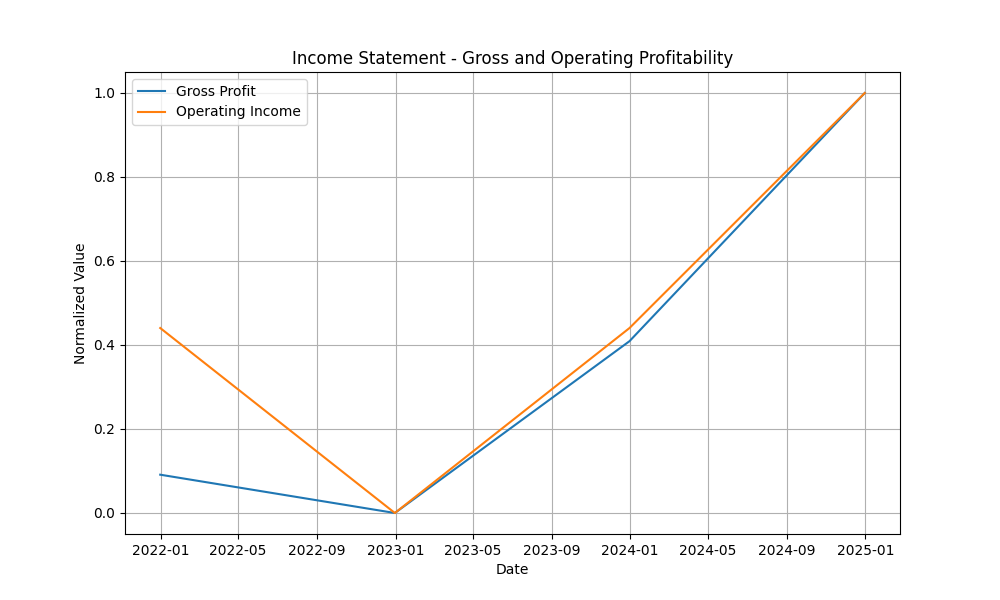 Income Statement - Gross and Operating Profitability
Gross Profit
Operating Income
Normalized Value
1.0
0.8
0.6
0.4
0.2
0.0
2022-01 2022-05 2022-09 2023-01 2023-05 2023-09 2024-01 2024-05 2024-09 2025-01
Date